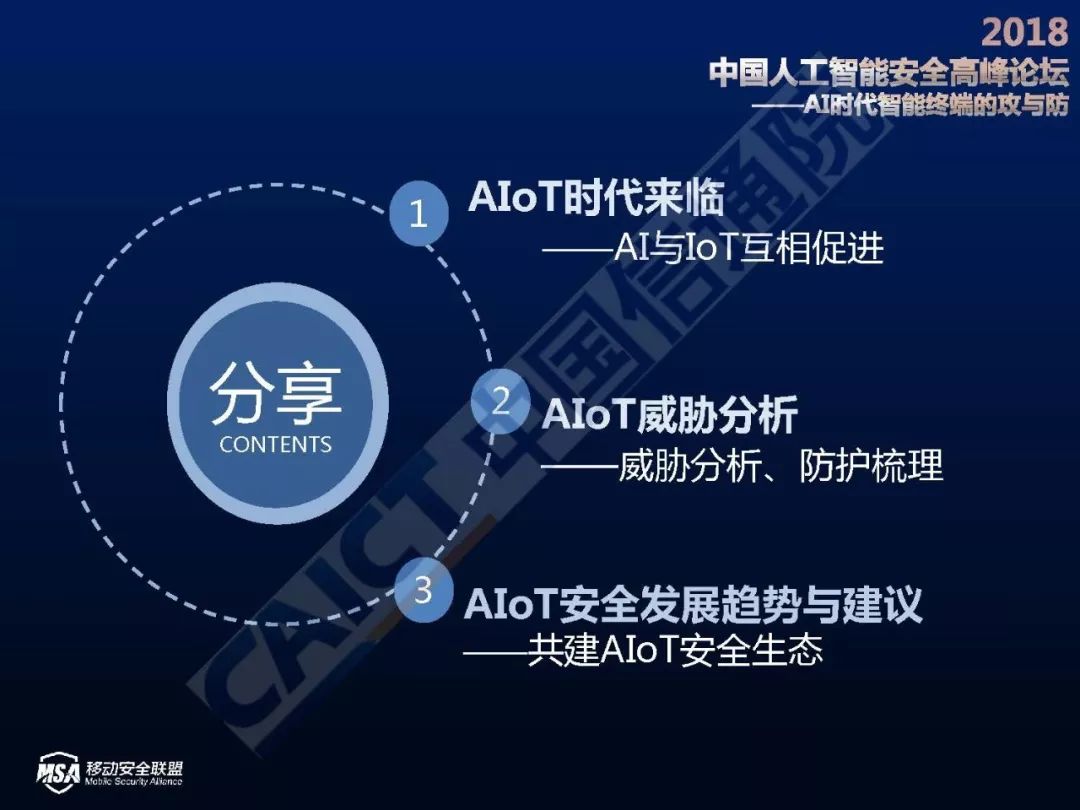 2018
中国人工智能安全高峰论坛
——AI时代智能终端的攻与防
1
AIoT时代来临
——AI与IoT互相促进
分享
CONTENTS
2
AIoT威胁分析
——威胁分析、防护梳理
3
AIoT安全发展趋势与建议
——共建AIoT安全生态
CAICT 中国信通院
MSA 移动安全联盟
Mobile Security Alliance